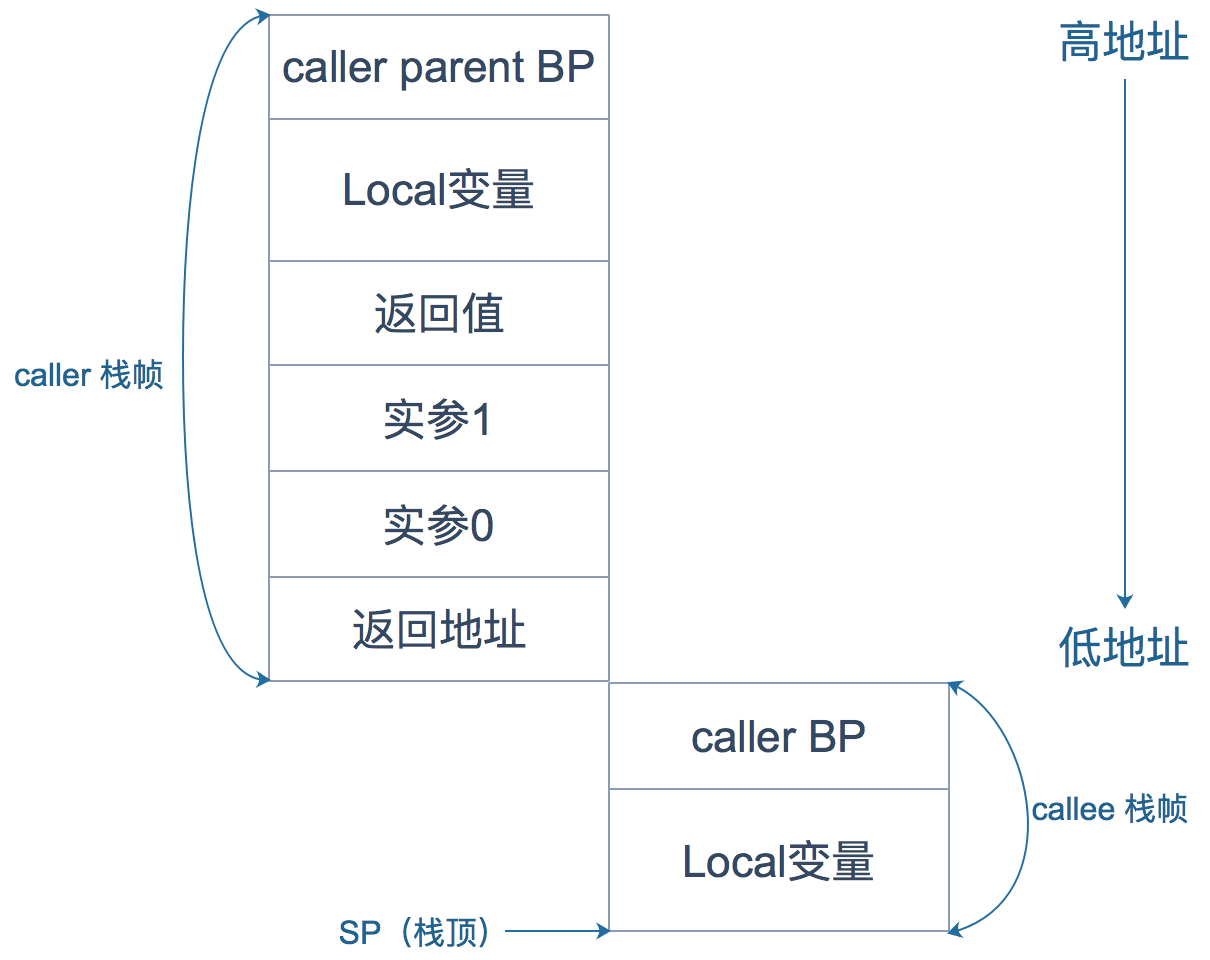 caller parent BP
高地址
Local变量
返回值
caller 栈帧
实参1
实参0
返回地址
低地址
caller BP
callee 栈帧
Local变量
SP（栈顶）